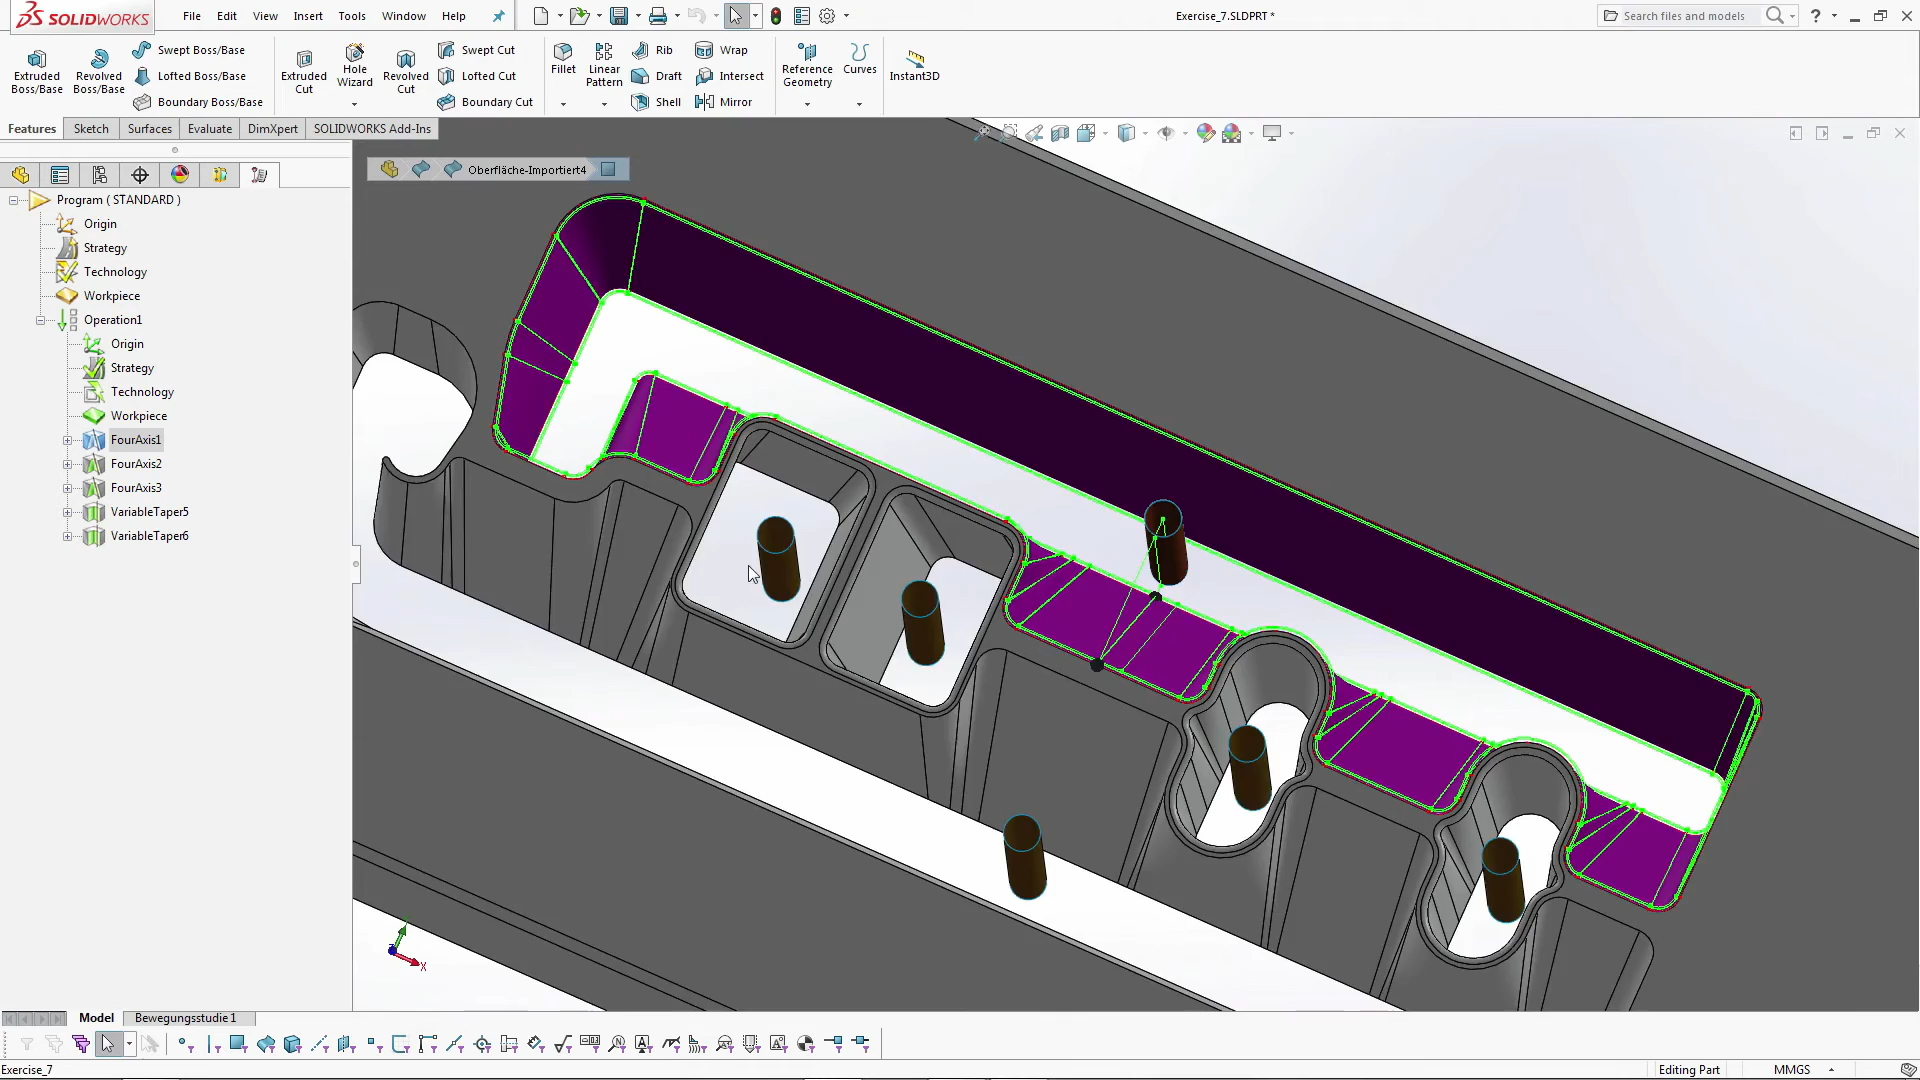 SOLIDWORKS
File Edit View Insert Tools Window Help
Exercise_7.SLDPRT *
Search files and models
Extruded Boss/Base
Revolved Boss/Base
Swept Boss/Base
Lofted Boss/Base
Boundary Boss/Base
Extruded Cut
Hole Wizard
Revolved Cut
Swept Cut
Lofted Cut
Boundary Cut
Fillet
Linear Pattern
Rib
Draft
Shell
Wrap
Intersect
Mirror
Reference Geometry
Curves
Instant3D
Features Sketch Surfaces Evaluate DimXpert SOLIDWORKS Add-Ins
Oberfläche-Importiert4
Program ( STANDARD )
Origin
Strategy
Technology
Workpiece
Operation1
Origin
Strategy
Technology
Workpiece
FourAxis1
FourAxis2
FourAxis3
VariableTaper5
VariableTaper6
X
Model Bewegungsstudie 1
Exercise_7
Editing Part
MMGS